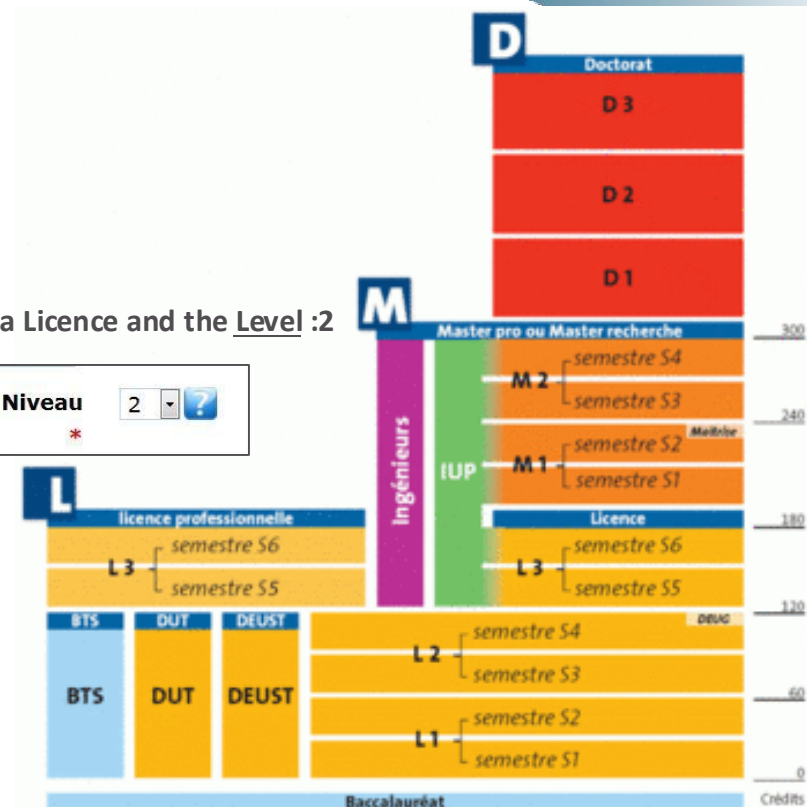 D
Doctorat
D 3
D 2
D 1
a Licence and the Level :2
Niveau
*
2
?
M
Master pro ou Master recherche
300
semestre S4
M 2
semestre S3
240
Maîtrise
semestre S2
M 1
semestre S1
Ingénieurs
IUP
L
licence professionnelle
Licence
180
semestre S6
L 3
semestre S5
semestre S6
L 3
semestre S5
120
BTS
DUT
DEUST
DEUG
semestre S4
L 2
semestre S3
BTS
DUT
DEUST
60
semestre S2
L 1
semestre S1
0
Crédits
Baccalauréat